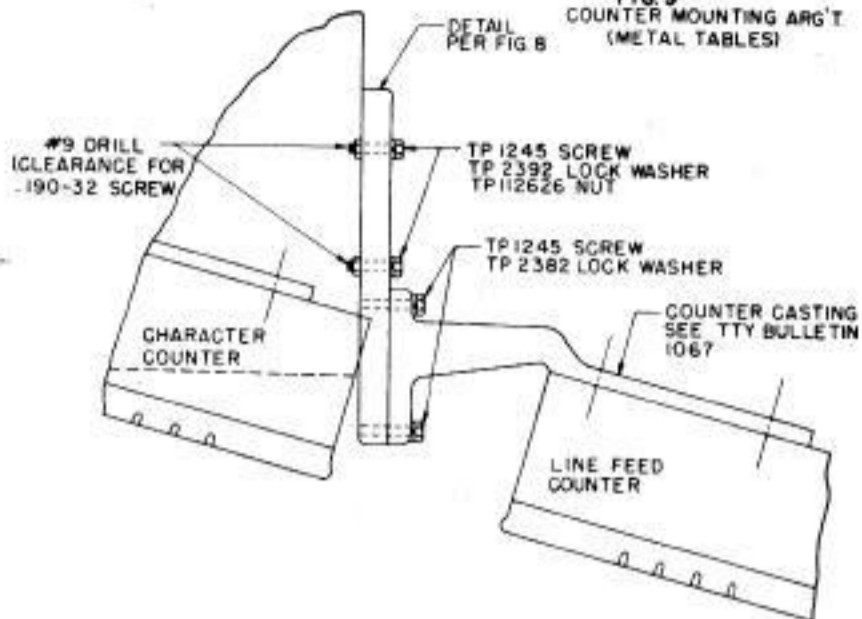 COUNTER MOUNTING ARG'T
(METAL TABLES)
DETAIL
PER FIG. 8
#9 DRILL
(CLEARANCE FOR
.190-32 SCREW
TP 1245 SCREW
TP 2392 LOCK WASHER
TP 112626 NUT
TP 1245 SCREW
TP 2382 LOCK WASHER
COUNTER CASTING
SEE TTY BULLETIN
1067
CHARACTER
COUNTER
LINE FEED
COUNTER